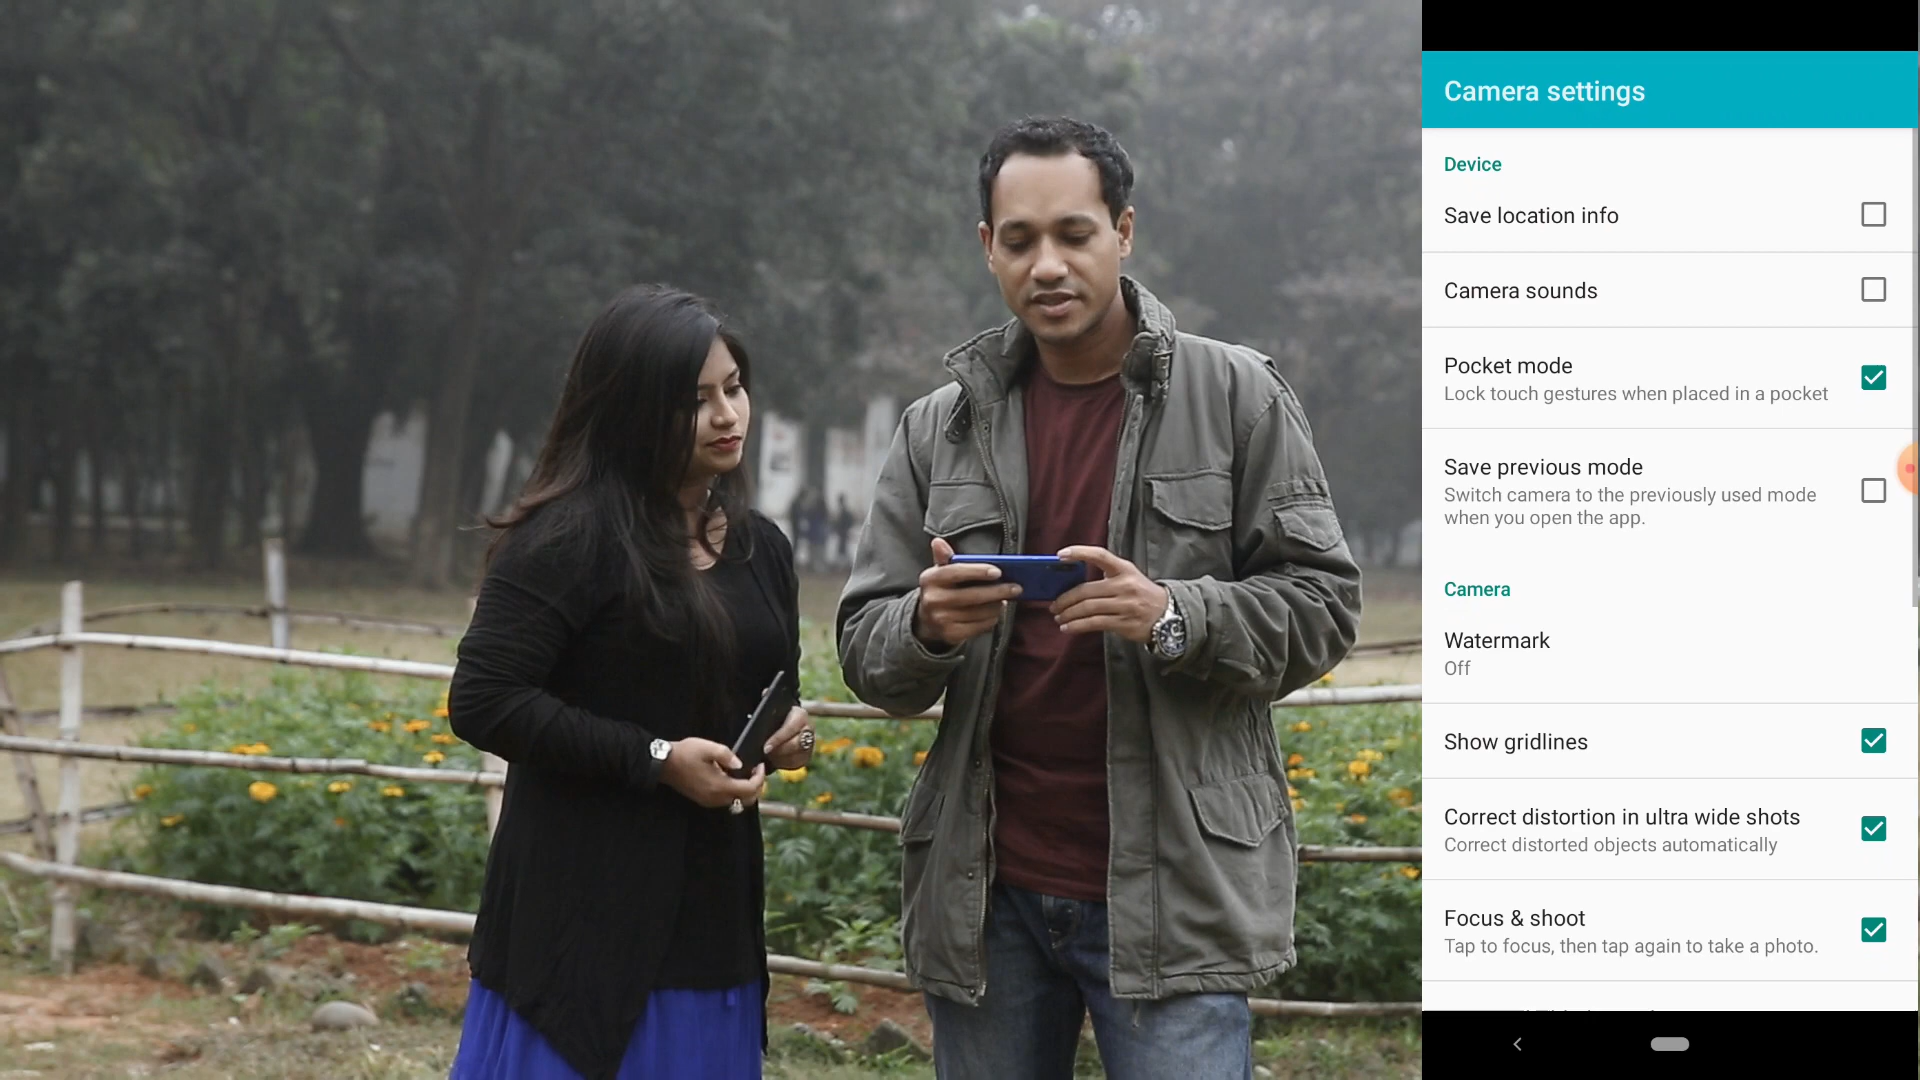 Camera settings
Device
Save location info
Camera sounds
Pocket mode
Lock touch gestures when placed in a pocket
Save previous mode
Switch camera to the previously used mode
when you open the app.
Camera
Watermark
Off
Show gridlines
Correct distortion in ultra wide shots
Correct distorted objects automatically
Focus & shoot
Tap to focus, then tap again to take a photo.